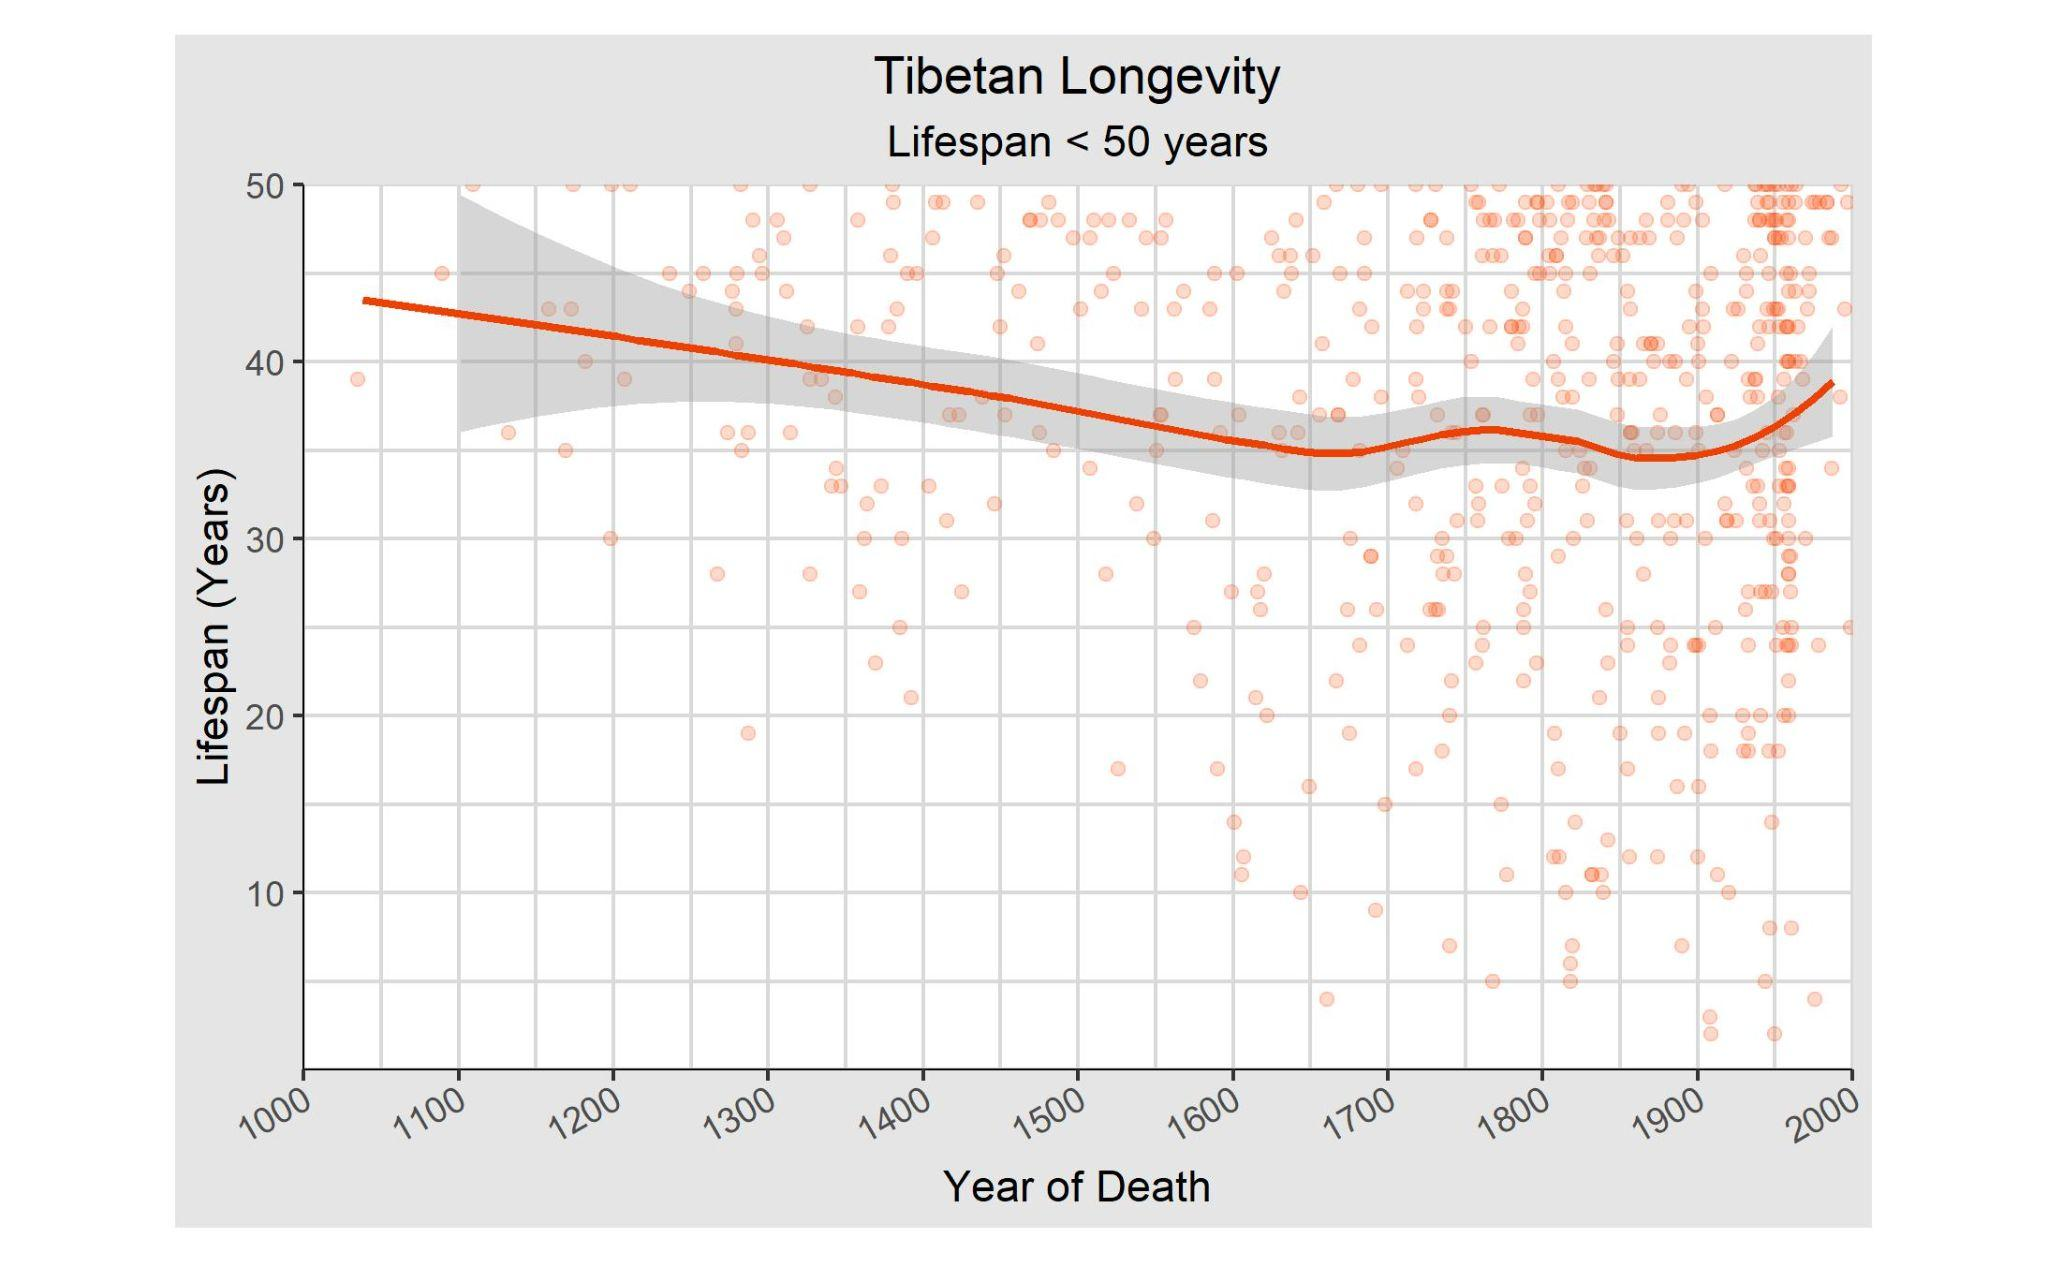 Tibetan Longevity
Lifespan < 50 years
Lifespan (Years)
50
40
30
20
10
1000 1100 1200 1300 1400 1500 1600 1700 1800 1900 2000
Year of Death